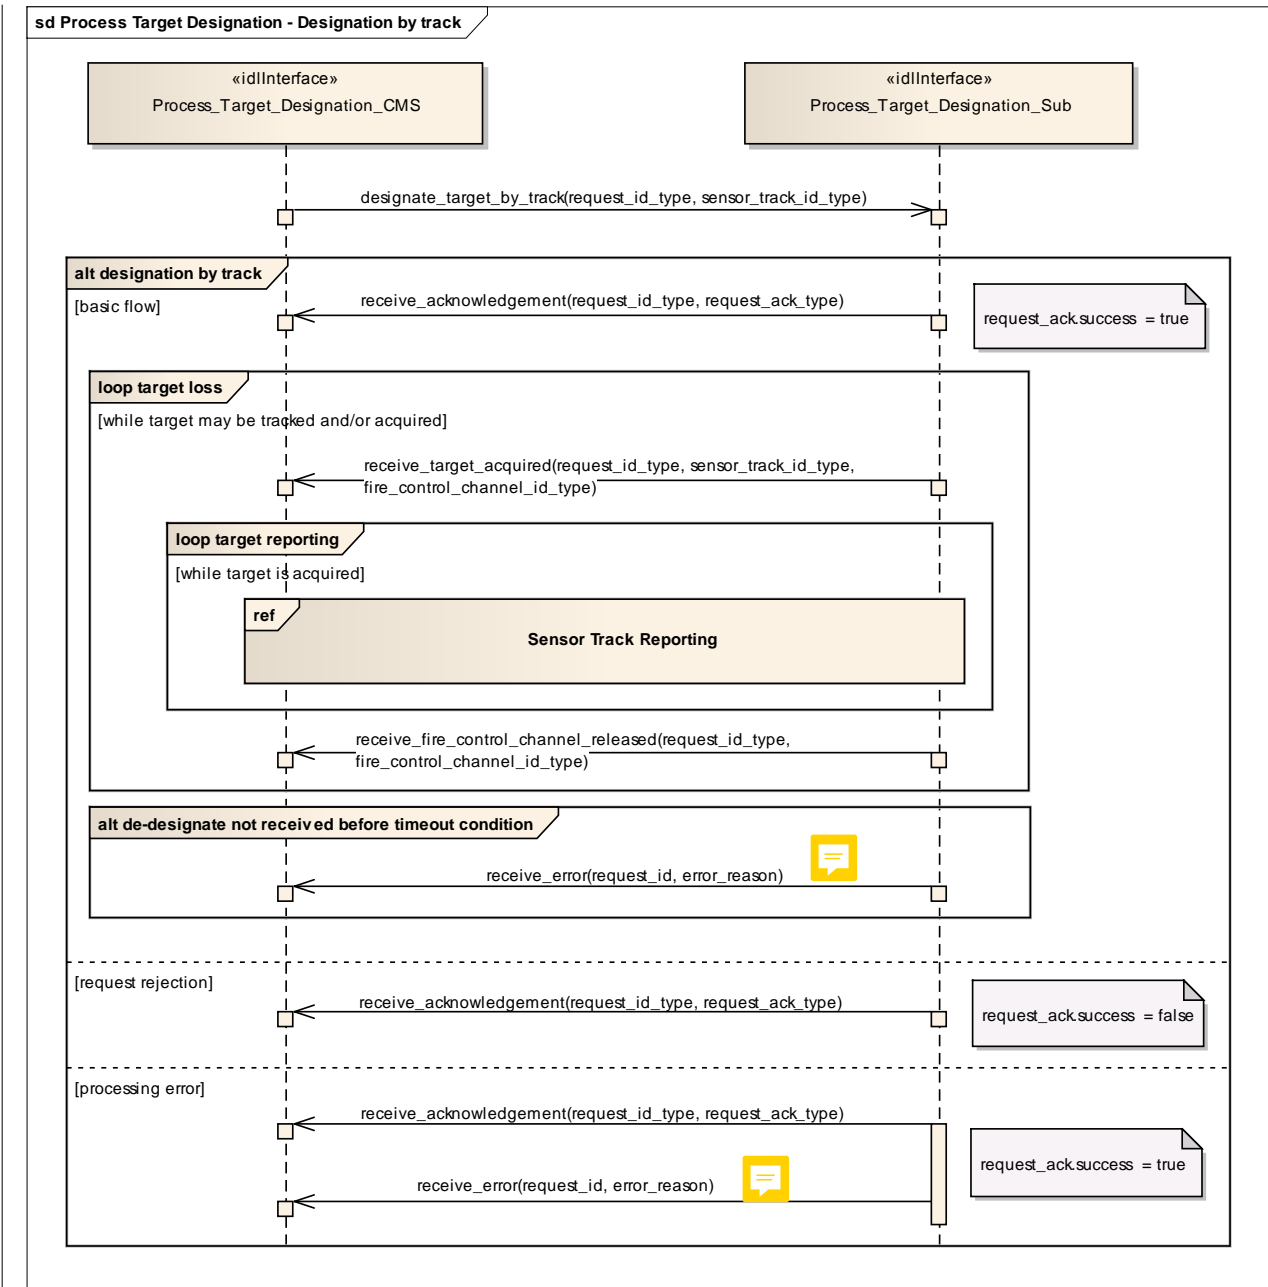 sd Process Target Designation - Designation by track
«idlInterface»
Process_Target_Designation_CMS
«idlInterface»
Process_Target_Designation_Sub
designate_target_by_track(request_id_type, sensor_track_id_type)
alt designation by track
[basic flow]
receive_acknowledgement(request_id_type, request_ack_type)
request_ack.success = true
loop target loss
[while target may be tracked and/or acquired]
receive_target_acquired(request_id_type, sensor_track_id_type,
fire_control_channel_id_type)
loop target reporting
[while target is acquired]
ref
Sensor Track Reporting
receive_fire_control_channel_released(request_id_type,
fire_control_channel_id_type)
alt de-designate not received before timeout condition
receive_error(request_id, error_reason)
[request rejection]
receive_acknowledgement(request_id_type, request_ack_type)
request_ack.success = false
[processing error]
receive_acknowledgement(request_id_type, request_ack_type)
request_ack.success = true
receive_error(request_id, error_reason)